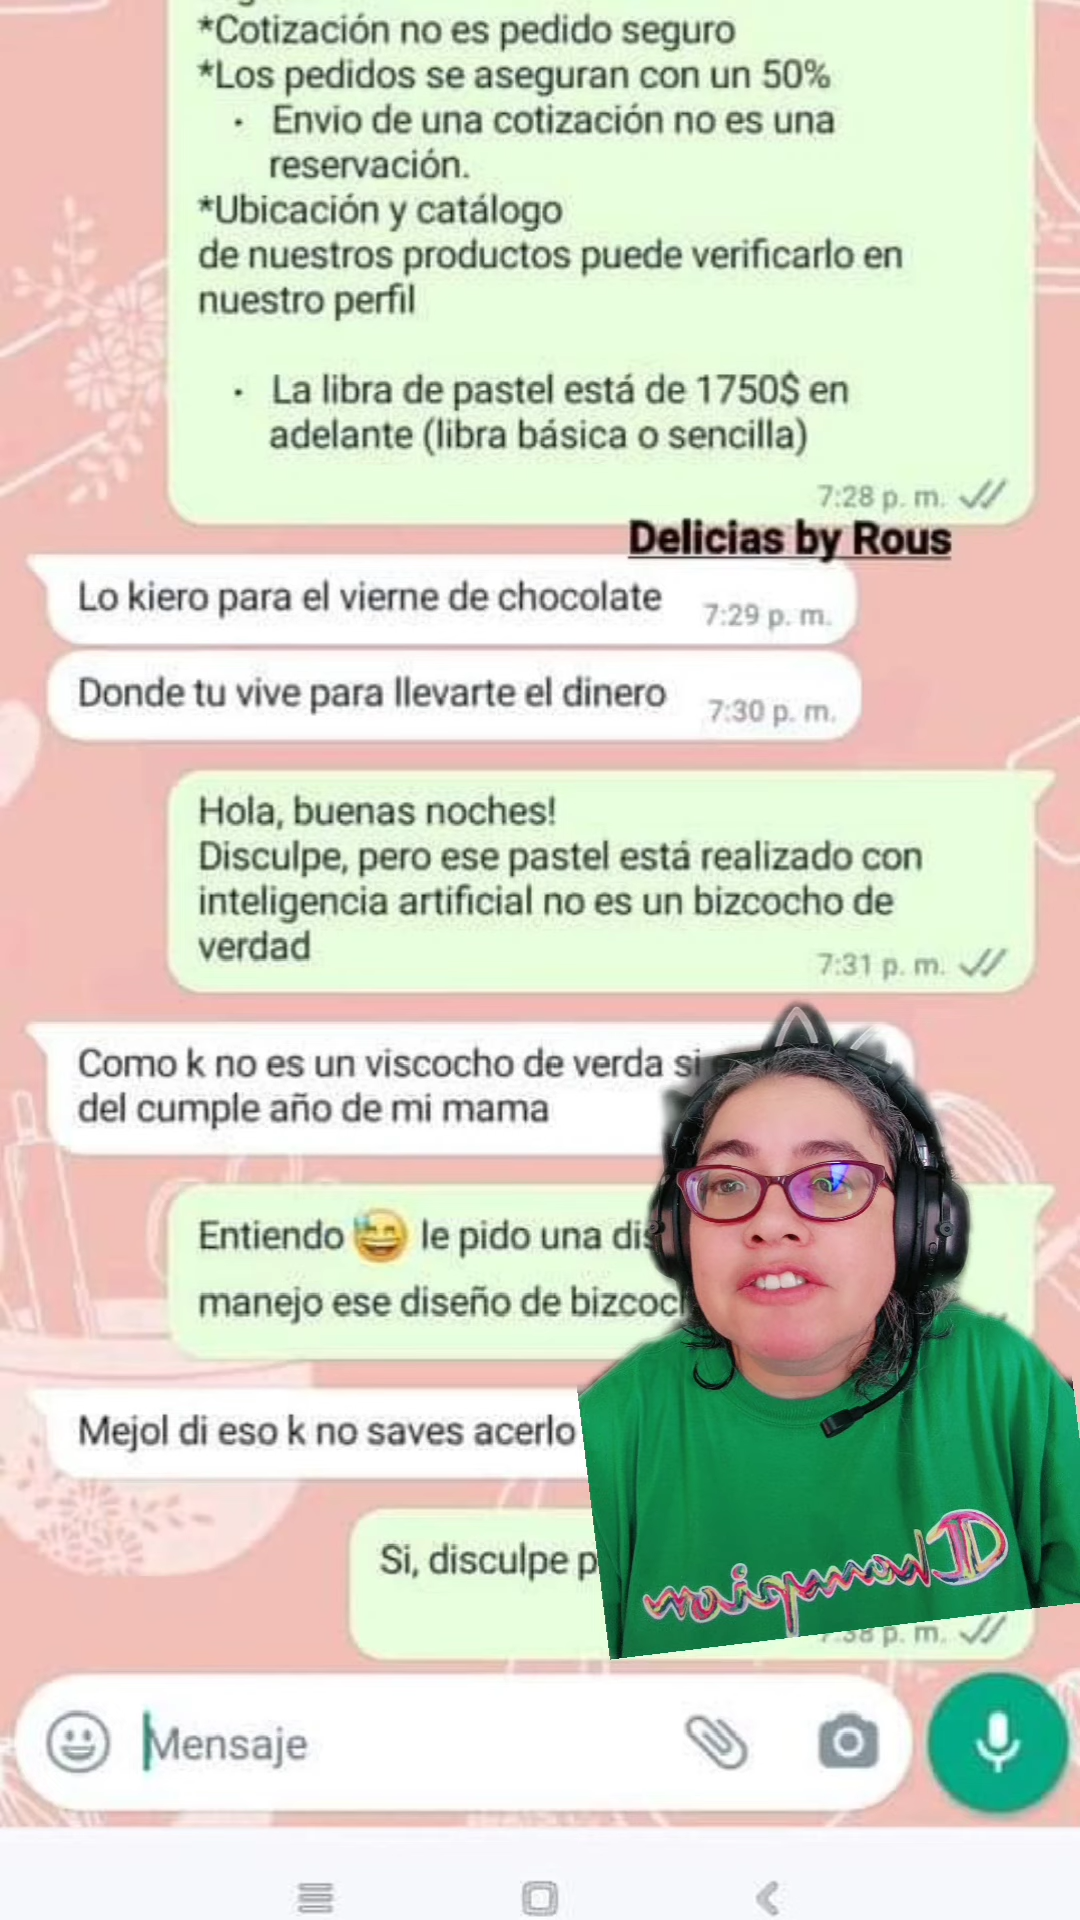 *Cotización no es pedido seguro
*Los pedidos se aseguran con un 50%
· Envio de una cotización no es una
reservación.
*Ubicación y catálogo
de nuestros productos puede verificarlo en
nuestro perfil
· La libra de pastel está de 1750$ en
adelante (libra básica o sencilla)
7:28 p. m.
Delicias by Rous
Lo kiero para el vierne de chocolate
7:29 p. m.
Donde tu vive para llevarte el dinero
7:30 p. m.
Hola, buenas noches!
Disculpe, pero ese pastel está realizado con
inteligencia artificial no es un bizcocho de
verdad
7:31 p. m.
Como k no es un viscocho de verda si
del cumple año de mi mama
Entiendo 😅 le pido una
manejo ese diseño de
Mejol di eso k no saves acerlo
Si, disculpe
Champion
p. m.
Mensaje